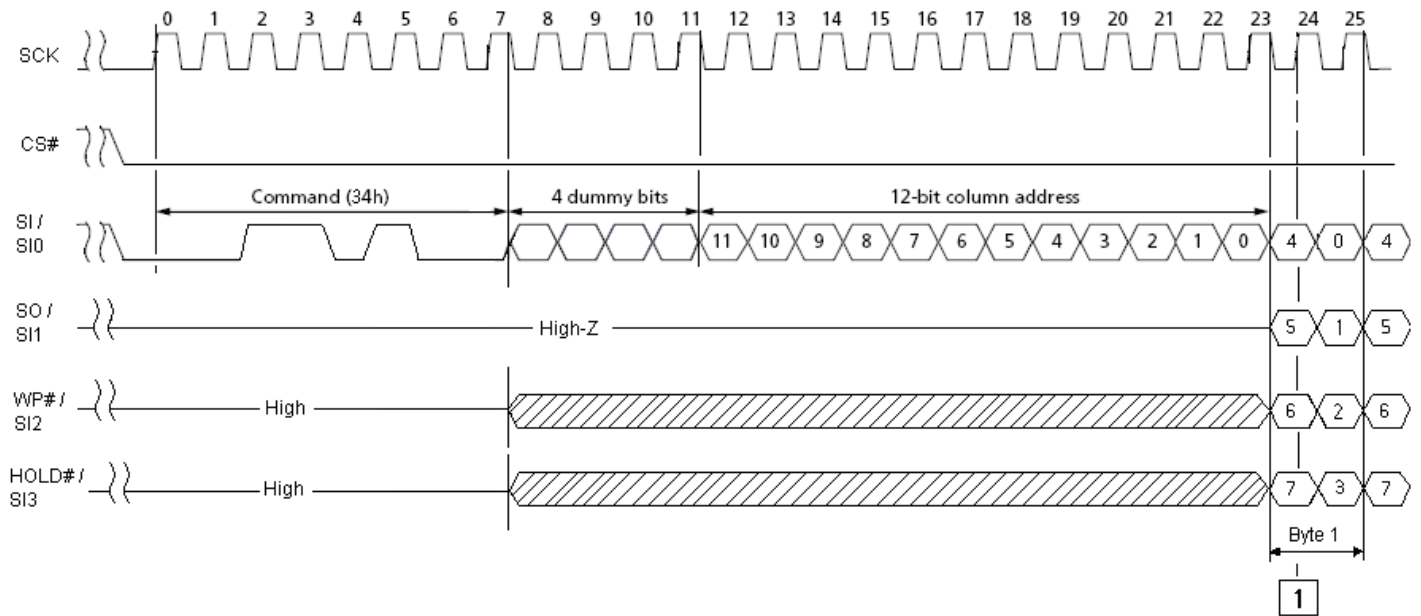 0 1 2 3 4 5 6 7 8 9 10 11 12 13 14 15 16 17 18 19 20 21 22 23 24 25
SCK
CS#
Command (34h) 4 dummy bits 12-bit column address
SI /
SI0
11 10 9 8 7 6 5 4 3 2 1 0 4 0 4
SO /
SI1
High-Z 5 1 5
WP# /
SI2
High 6 2 6
HOLD# /
SI3
High 7 3 7
Byte 1
1